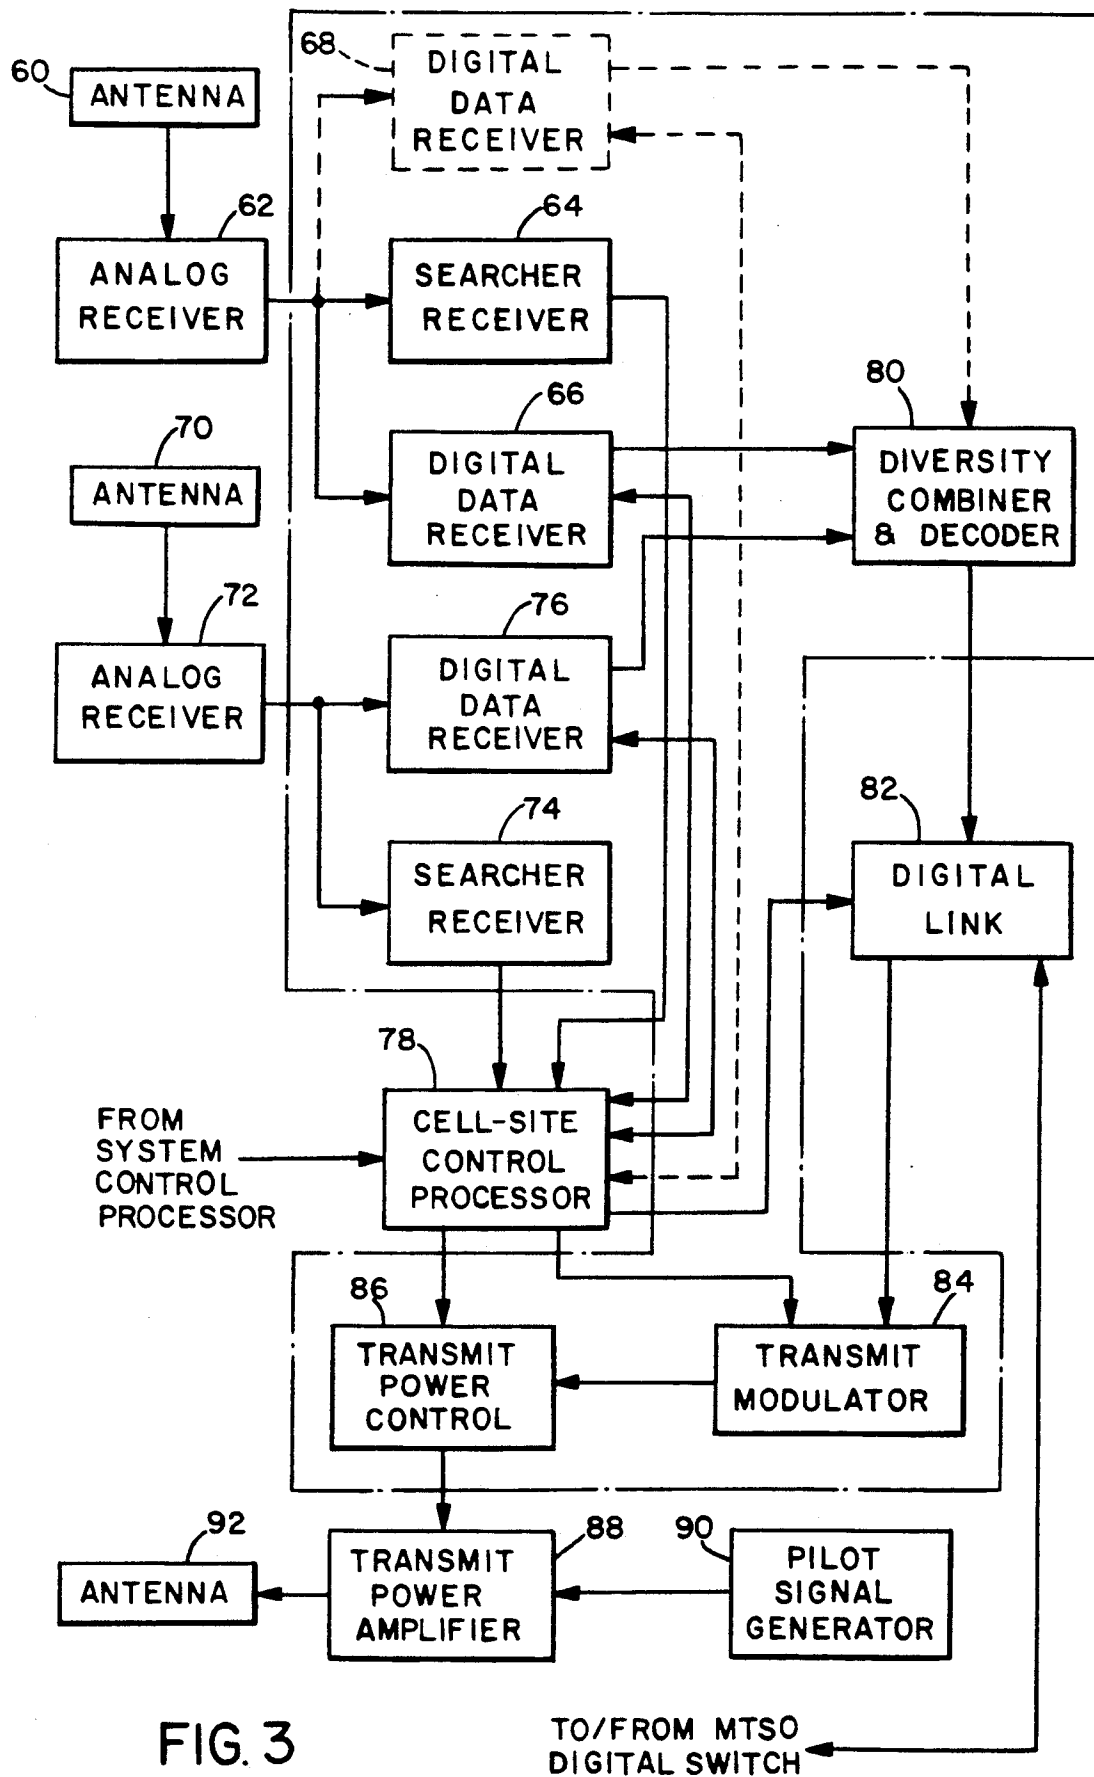 68
DIGITAL
DATA
RECEIVER
60
ANTENNA
62
ANALOG
RECEIVER
64
SEARCHER
RECEIVER
66
DIGITAL
DATA
RECEIVER
80
DIVERSITY
COMBINER
& DECODER
70
ANTENNA
72
ANALOG
RECEIVER
76
DIGITAL
DATA
RECEIVER
74
SEARCHER
RECEIVER
82
DIGITAL
LINK
78
CELL-SITE
CONTROL
PROCESSOR
FROM
SYSTEM
CONTROL
PROCESSOR
86
TRANSMIT
POWER
CONTROL
84
TRANSMIT
MODULATOR
92
ANTENNA
88
TRANSMIT
POWER
AMPLIFIER
90
PILOT
SIGNAL
GENERATOR
FIG. 3
TO/FROM MTSO
DIGITAL SWITCH